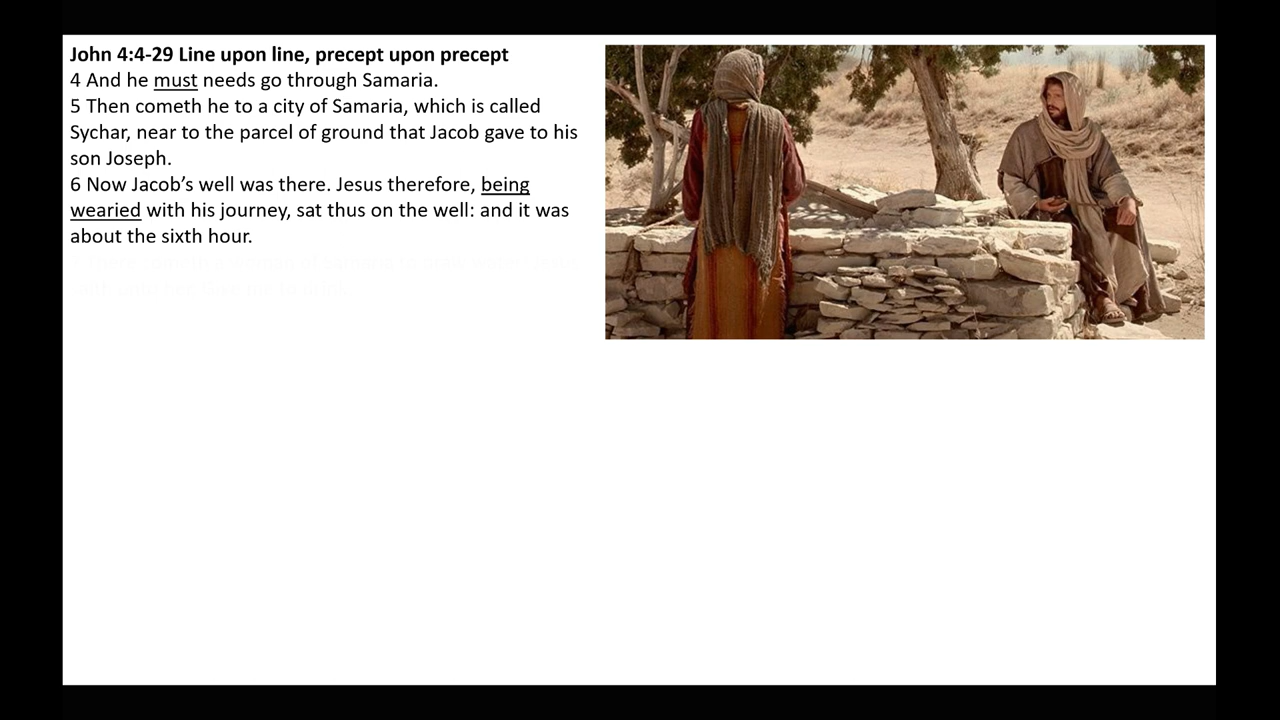 John 4:4-29 Line upon line, precept upon precept
4 And he must needs go through Samaria.
5 Then cometh he to a city of Samaria, which is called
Sychar, near to the parcel of ground that Jacob gave to his
son Joseph.
6 Now Jacob’s well was there. Jesus therefore, being
wearied with his journey, sat thus on the well: and it was
about the sixth hour.